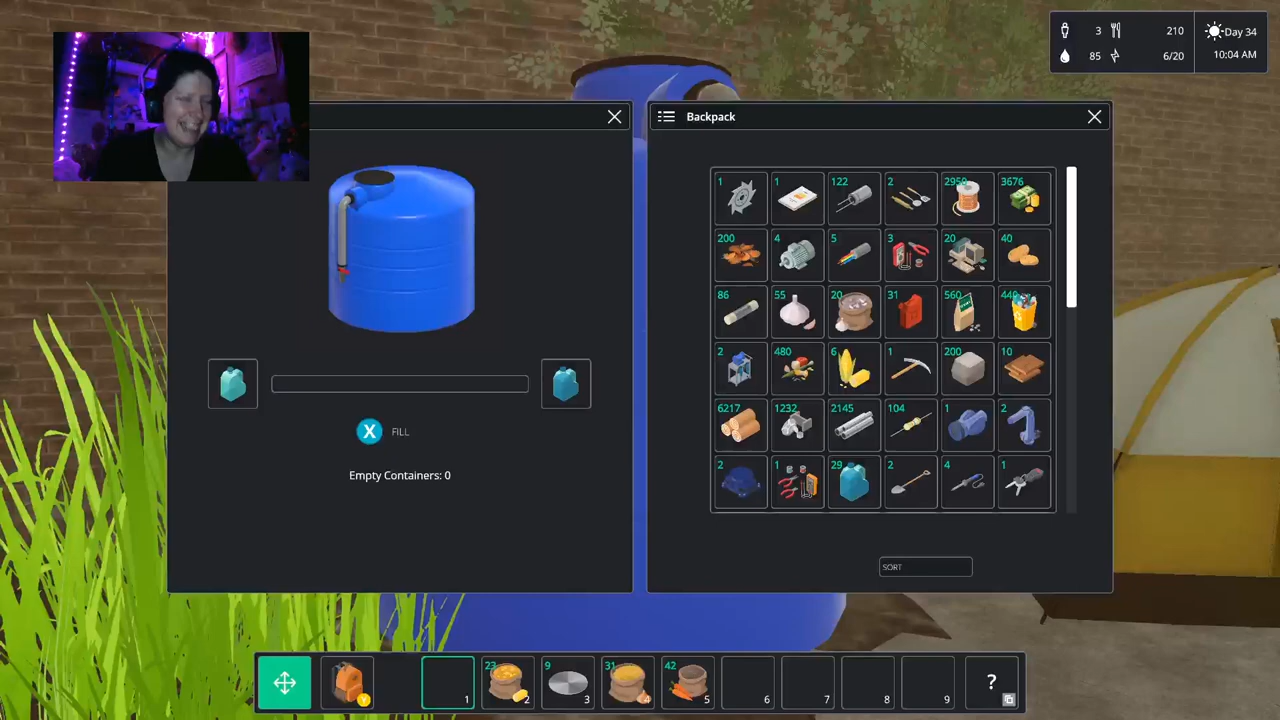 3 210
85 6/20
Day 34
10:04 AM
Backpack
1 1 122 2 2950 3676
200 4 5 3 20 40
86 55 20 31 560 440
2 480 6 1 200 10
6217 1232 2145 104 1 2
2 1 29 2 4 1
X FILL
Empty Containers: 0
SORT
23 9 31 42 ?
Y 1 2 3 4 5 6 7 8 9